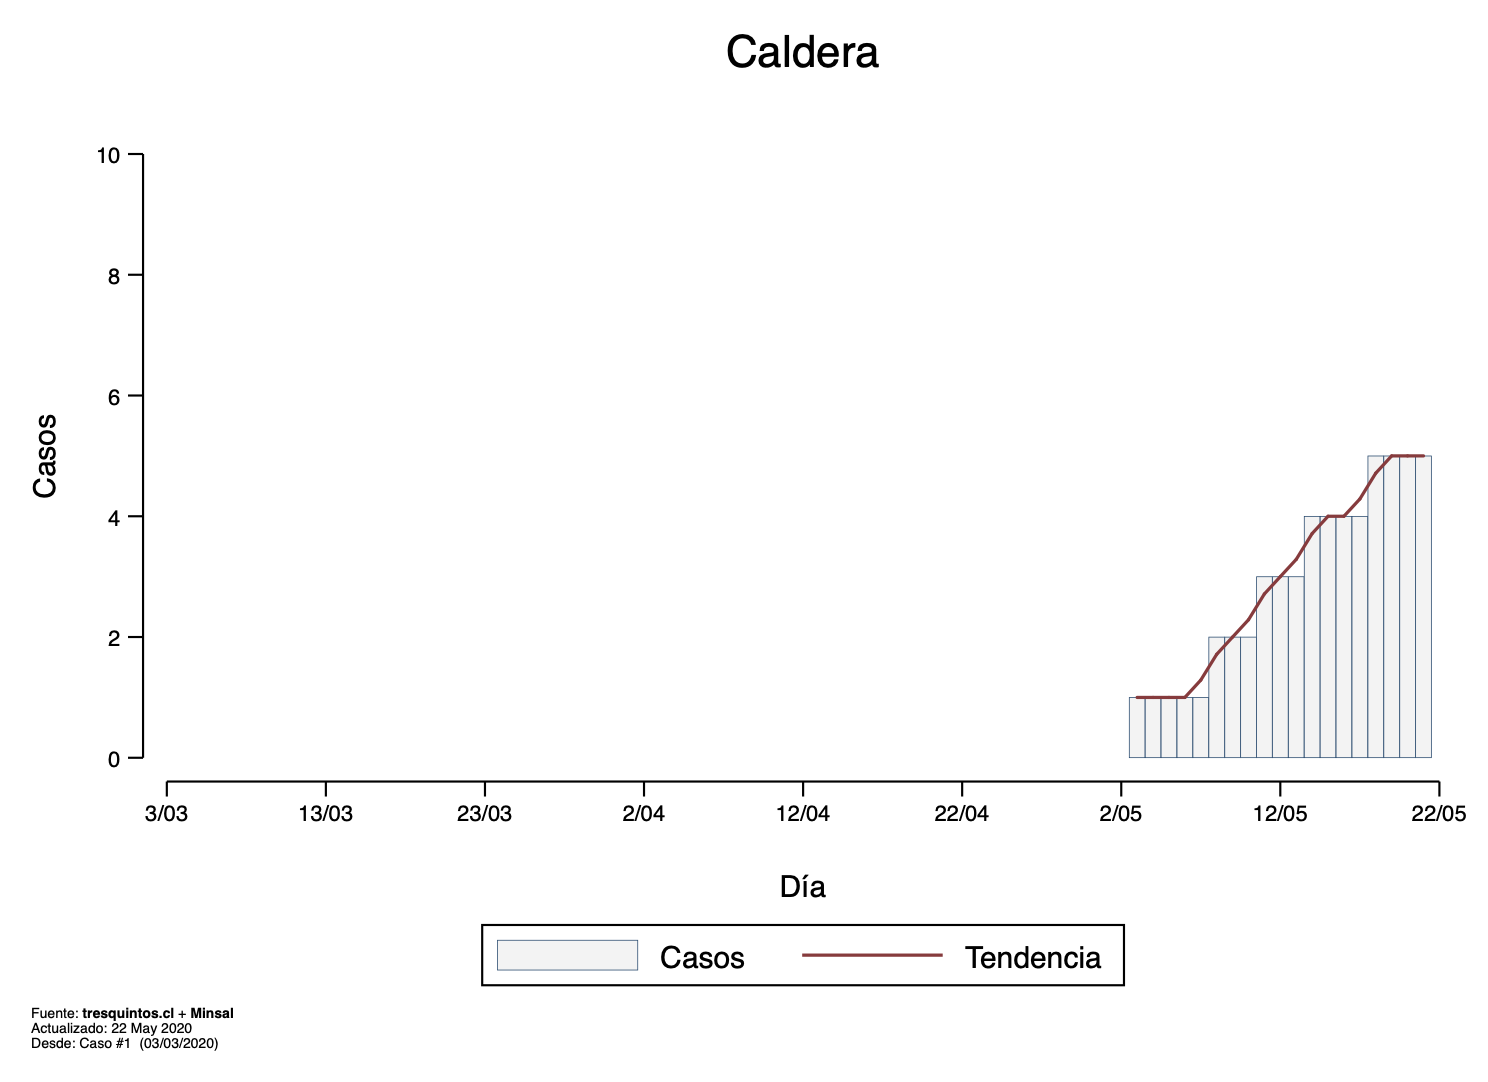 Caldera
10
8
6
4
2
0
Casos
3/03 13/03 23/03 2/04 12/04 22/04 2/05 12/05 22/05
Día
Casos Tendencia
Fuente: tresquintos.cl + Minsal
Actualizado: 22 May 2020
Desde: Caso #1 (03/03/2020)